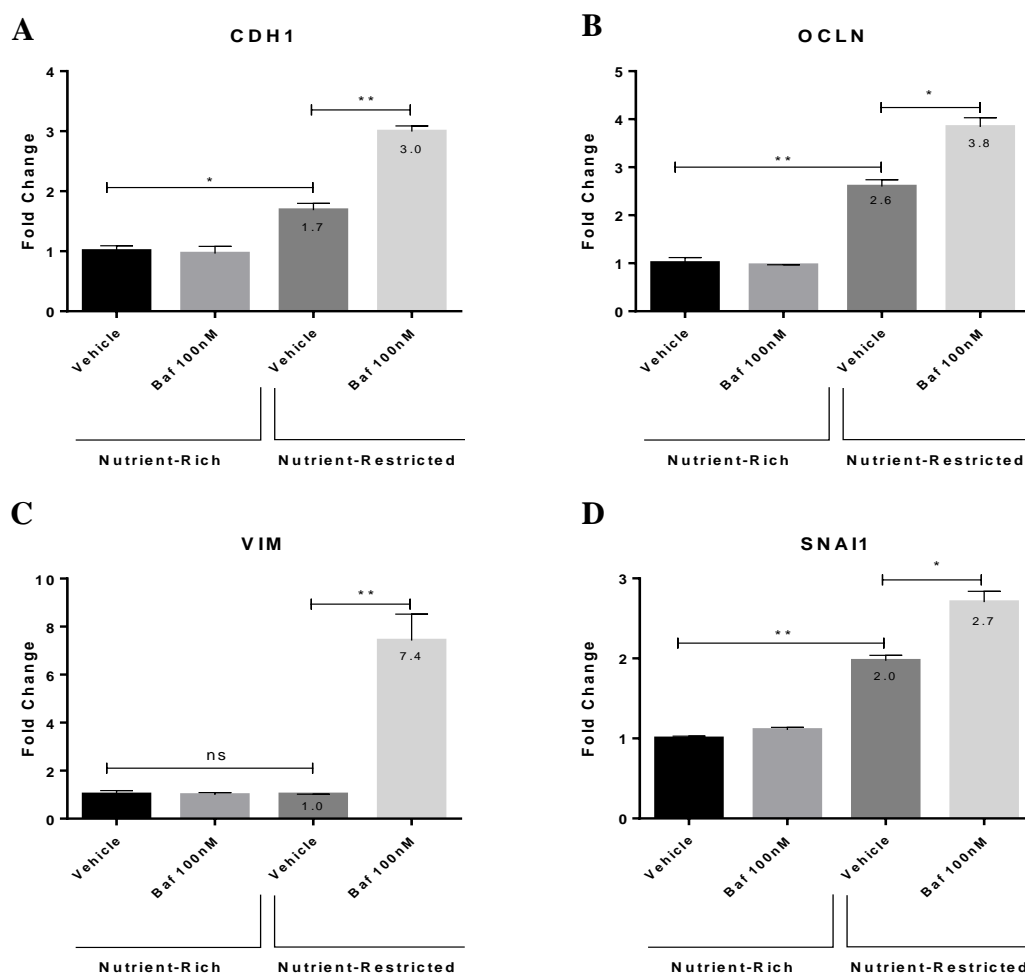 A
CDH1
Fold Change
4
3
2
1
0
*
**
1.7
3.0
Vehicle
Baf 100nM
Vehicle
Baf 100nM
Nutrient-Rich
Nutrient-Restricted
B
OCLN
Fold Change
5
4
3
2
1
0
**
*
2.6
3.8
Vehicle
Baf 100nM
Vehicle
Baf 100nM
Nutrient-Rich
Nutrient-Restricted
C
VIM
Fold Change
10
8
6
4
2
0
ns
**
1.0
7.4
Vehicle
Baf 100nM
Vehicle
Baf 100nM
Nutrient-Rich
Nutrient-Restricted
D
SNAI1
Fold Change
3
2
1
0
**
*
2.0
2.7
Vehicle
Baf 100nM
Vehicle
Baf 100nM
Nutrient-Rich
Nutrient-Restricted